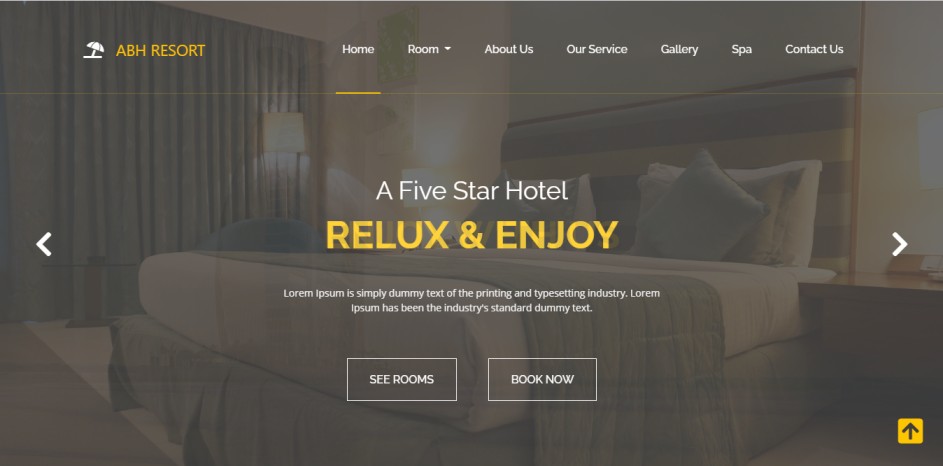 ABH RESORT
Home Room About Us Our Service Gallery Spa Contact Us
A Five Star Hotel
RELUX & ENJOY
Lorem Ipsum is simply dummy text of the printing and typesetting industry. Lorem
Ipsum has been the industry's standard dummy text.
SEE ROOMS BOOK NOW